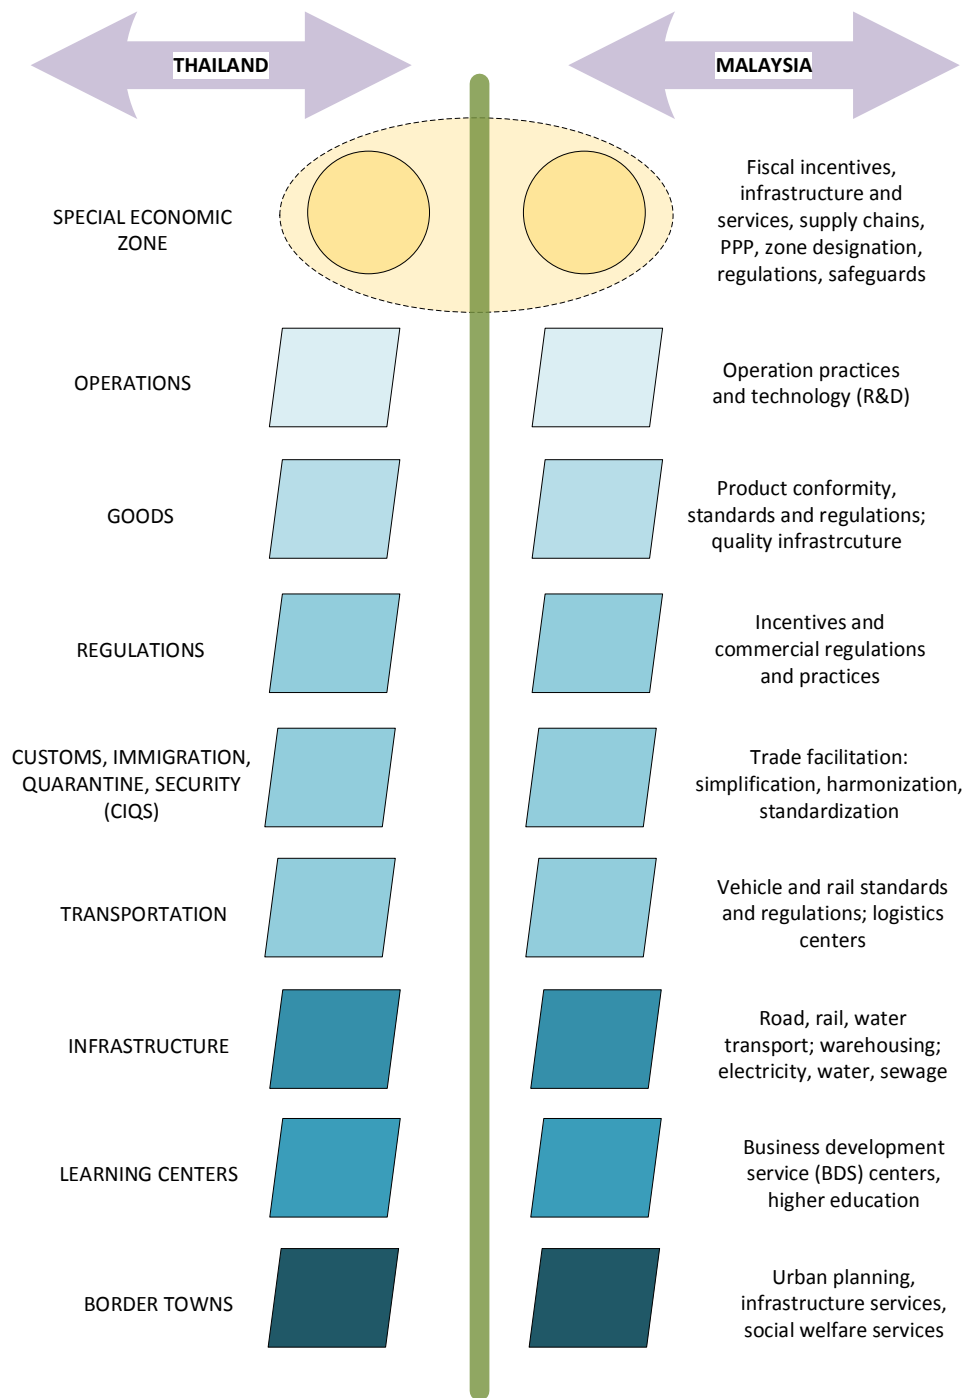 THAILAND
MALAYSIA
SPECIAL ECONOMIC
ZONE
Fiscal incentives,
infrastructure and
services, supply chains,
PPP, zone designation,
regulations, safeguards
OPERATIONS
Operation practices
and technology (R&D)
GOODS
Product conformity,
standards and regulations;
quality infrastrcuture
REGULATIONS
Incentives and
commercial regulations
and practices
CUSTOMS, IMMIGRATION,
QUARANTINE, SECURITY
(CIQS)
Trade facilitation:
simplification, harmonization,
standardization
TRANSPORTATION
Vehicle and rail standards
and regulations; logistics
centers
INFRASTRUCTURE
Road, rail, water
transport; warehousing;
electricity, water, sewage
LEARNING CENTERS
Business development
service (BDS) centers,
higher education
BORDER TOWNS
Urban planning,
infrastructure services,
social welfare services